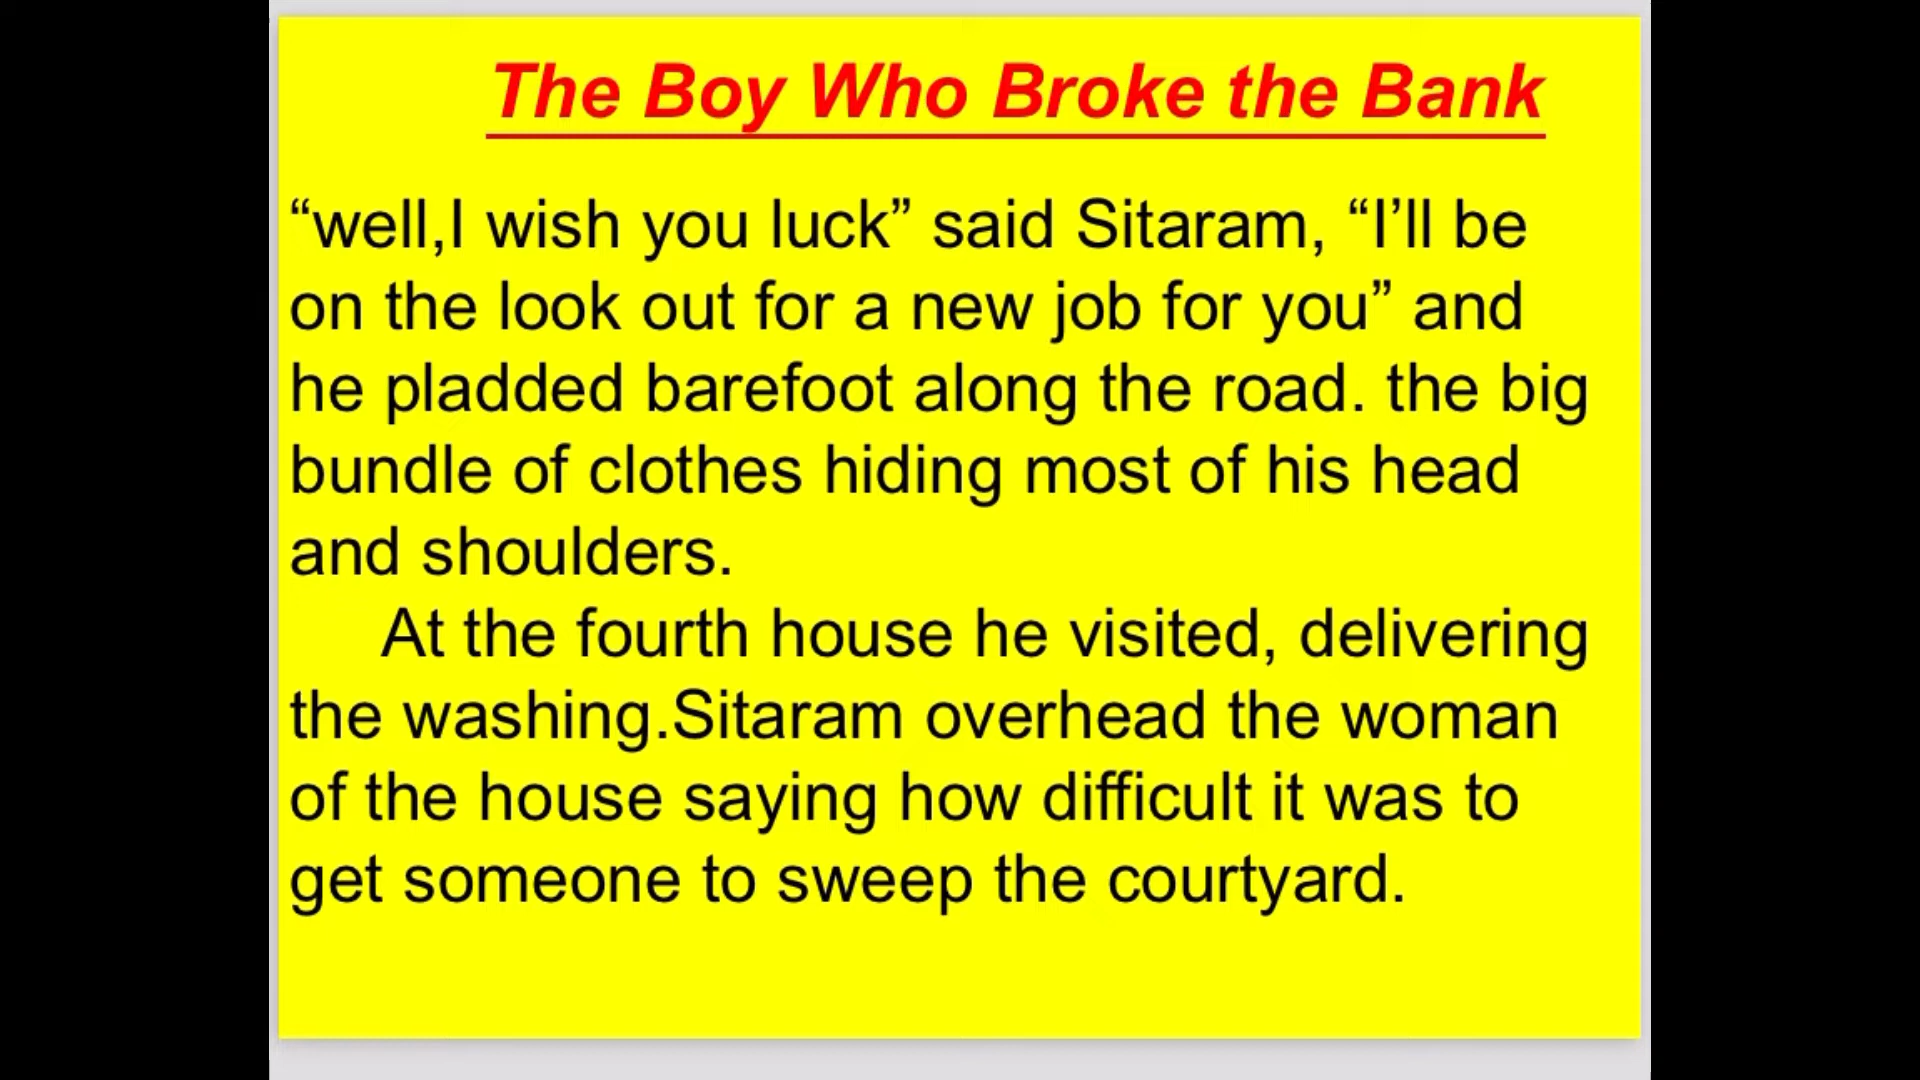 The Boy Who Broke the Bank
“well,I wish you luck” said Sitaram, “I’ll be
on the look out for a new job for you” and
he pladded barefoot along the road. the big
bundle of clothes hiding most of his head
and shoulders.
At the fourth house he visited, delivering
the washing.Sitaram overhead the woman
of the house saying how difficult it was to
get someone to sweep the courtyard.